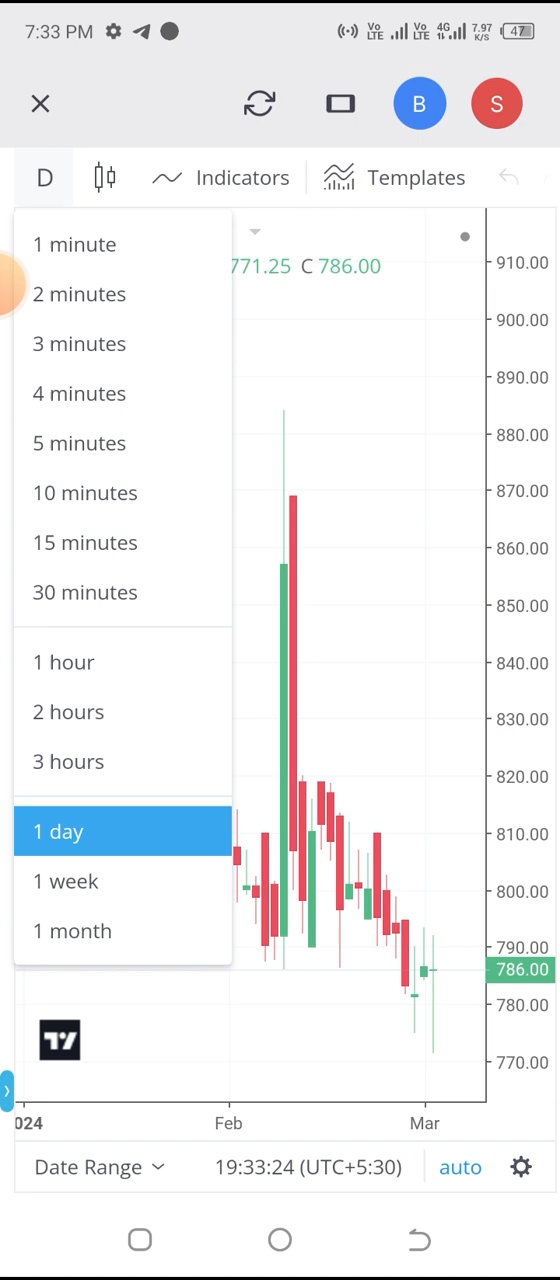 7:33 PM Vo LTE Vo LTE 4G 7.97 K/S 47
B S
D Indicators Templates
1 minute
771.25 C 786.00
2 minutes
3 minutes
4 minutes
5 minutes
10 minutes
15 minutes
30 minutes
1 hour
2 hours
3 hours
1 day
1 week
1 month
910.00
900.00
890.00
880.00
870.00
860.00
850.00
840.00
830.00
820.00
810.00
800.00
790.00
786.00
780.00
770.00
024 Feb Mar
Date Range 19:33:24 (UTC+5:30) auto